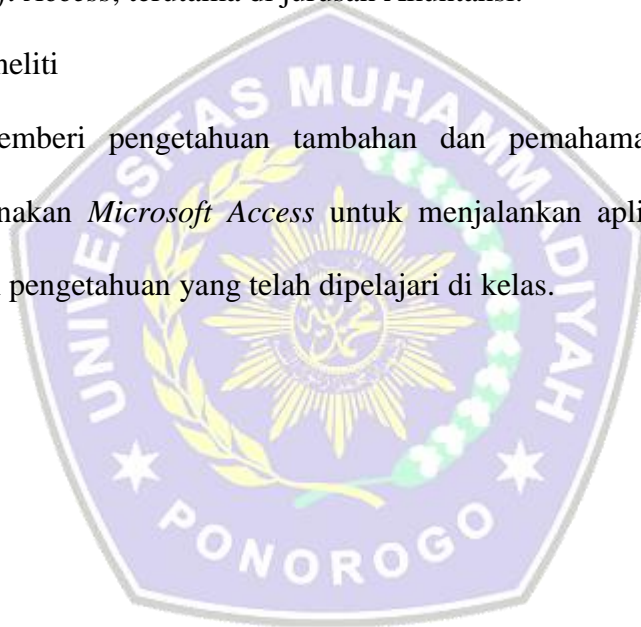 Access, terutama di jurusan Akuntansi.
neliti
emberi pengetahuan tambahan dan pemahama
nakan Microsoft Access untuk menjalankan apli
pengetahuan yang telah dipelajari di kelas.
UNIVERSITAS MUHAMMADIYAH
PONOROGO